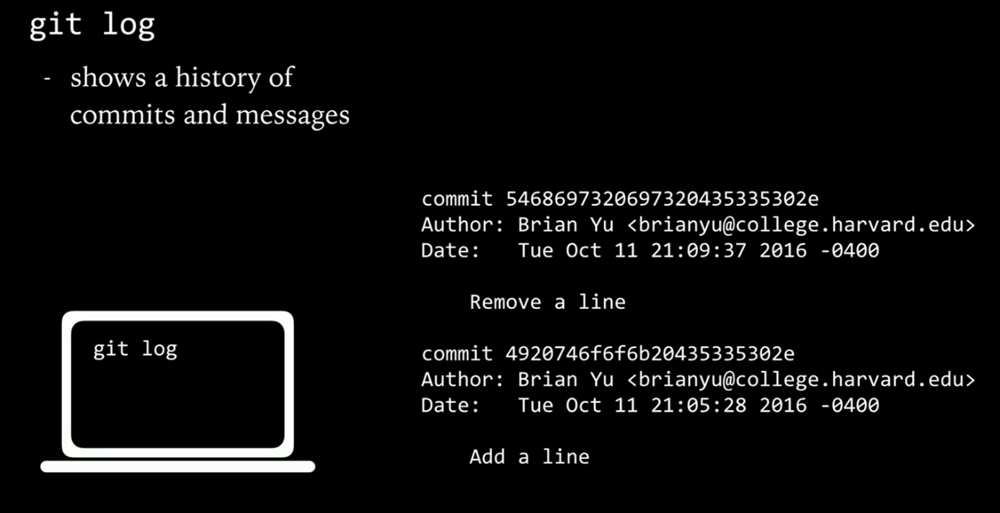 git log
- shows a history of
commits and messages
git log
commit 5468697320697320435335302e
Author: Brian Yu <brianyu@college.harvard.edu>
Date:   Tue Oct 11 21:09:37 2016 -0400
Remove a line
commit 4920746f6f6b20435335302e
Author: Brian Yu <brianyu@college.harvard.edu>
Date:   Tue Oct 11 21:05:28 2016 -0400
Add a line